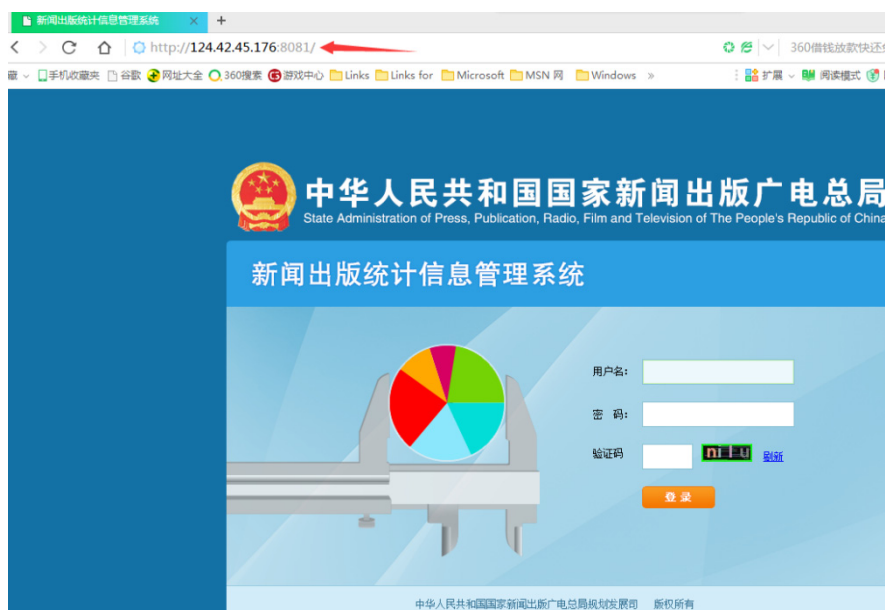 新闻出版统计信息管理系统
http://124.42.45.176:8081/
360借钱放款快还
藏 手机收藏夹 谷歌 网址大全 360搜索 游戏中心 Links Links for Microsoft MSN 网 Windows » 扩展 阅读模式
中华人民共和国国家新闻出版广电总局
State Administration of Press, Publication, Radio, Film and Television of The People's Republic of China
新闻出版统计信息管理系统
用户名:
密 码:
验证码 刷新
登 录
中华人民共和国国家新闻出版广电总局规划发展司 版权所有